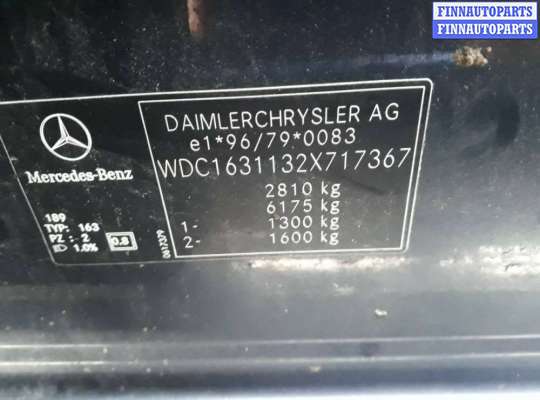 FINNAUTOPARTS
FINNAUTOPARTS
DAIMLERCHRYSLER AG
e1*96/79*0083
WDC1631132X717367
2810 kg
6175 kg
1- 1300 kg
2- 1600 kg
Mercedes-Benz
189
TYP: 163
PZ : 2
1.0%
0.8